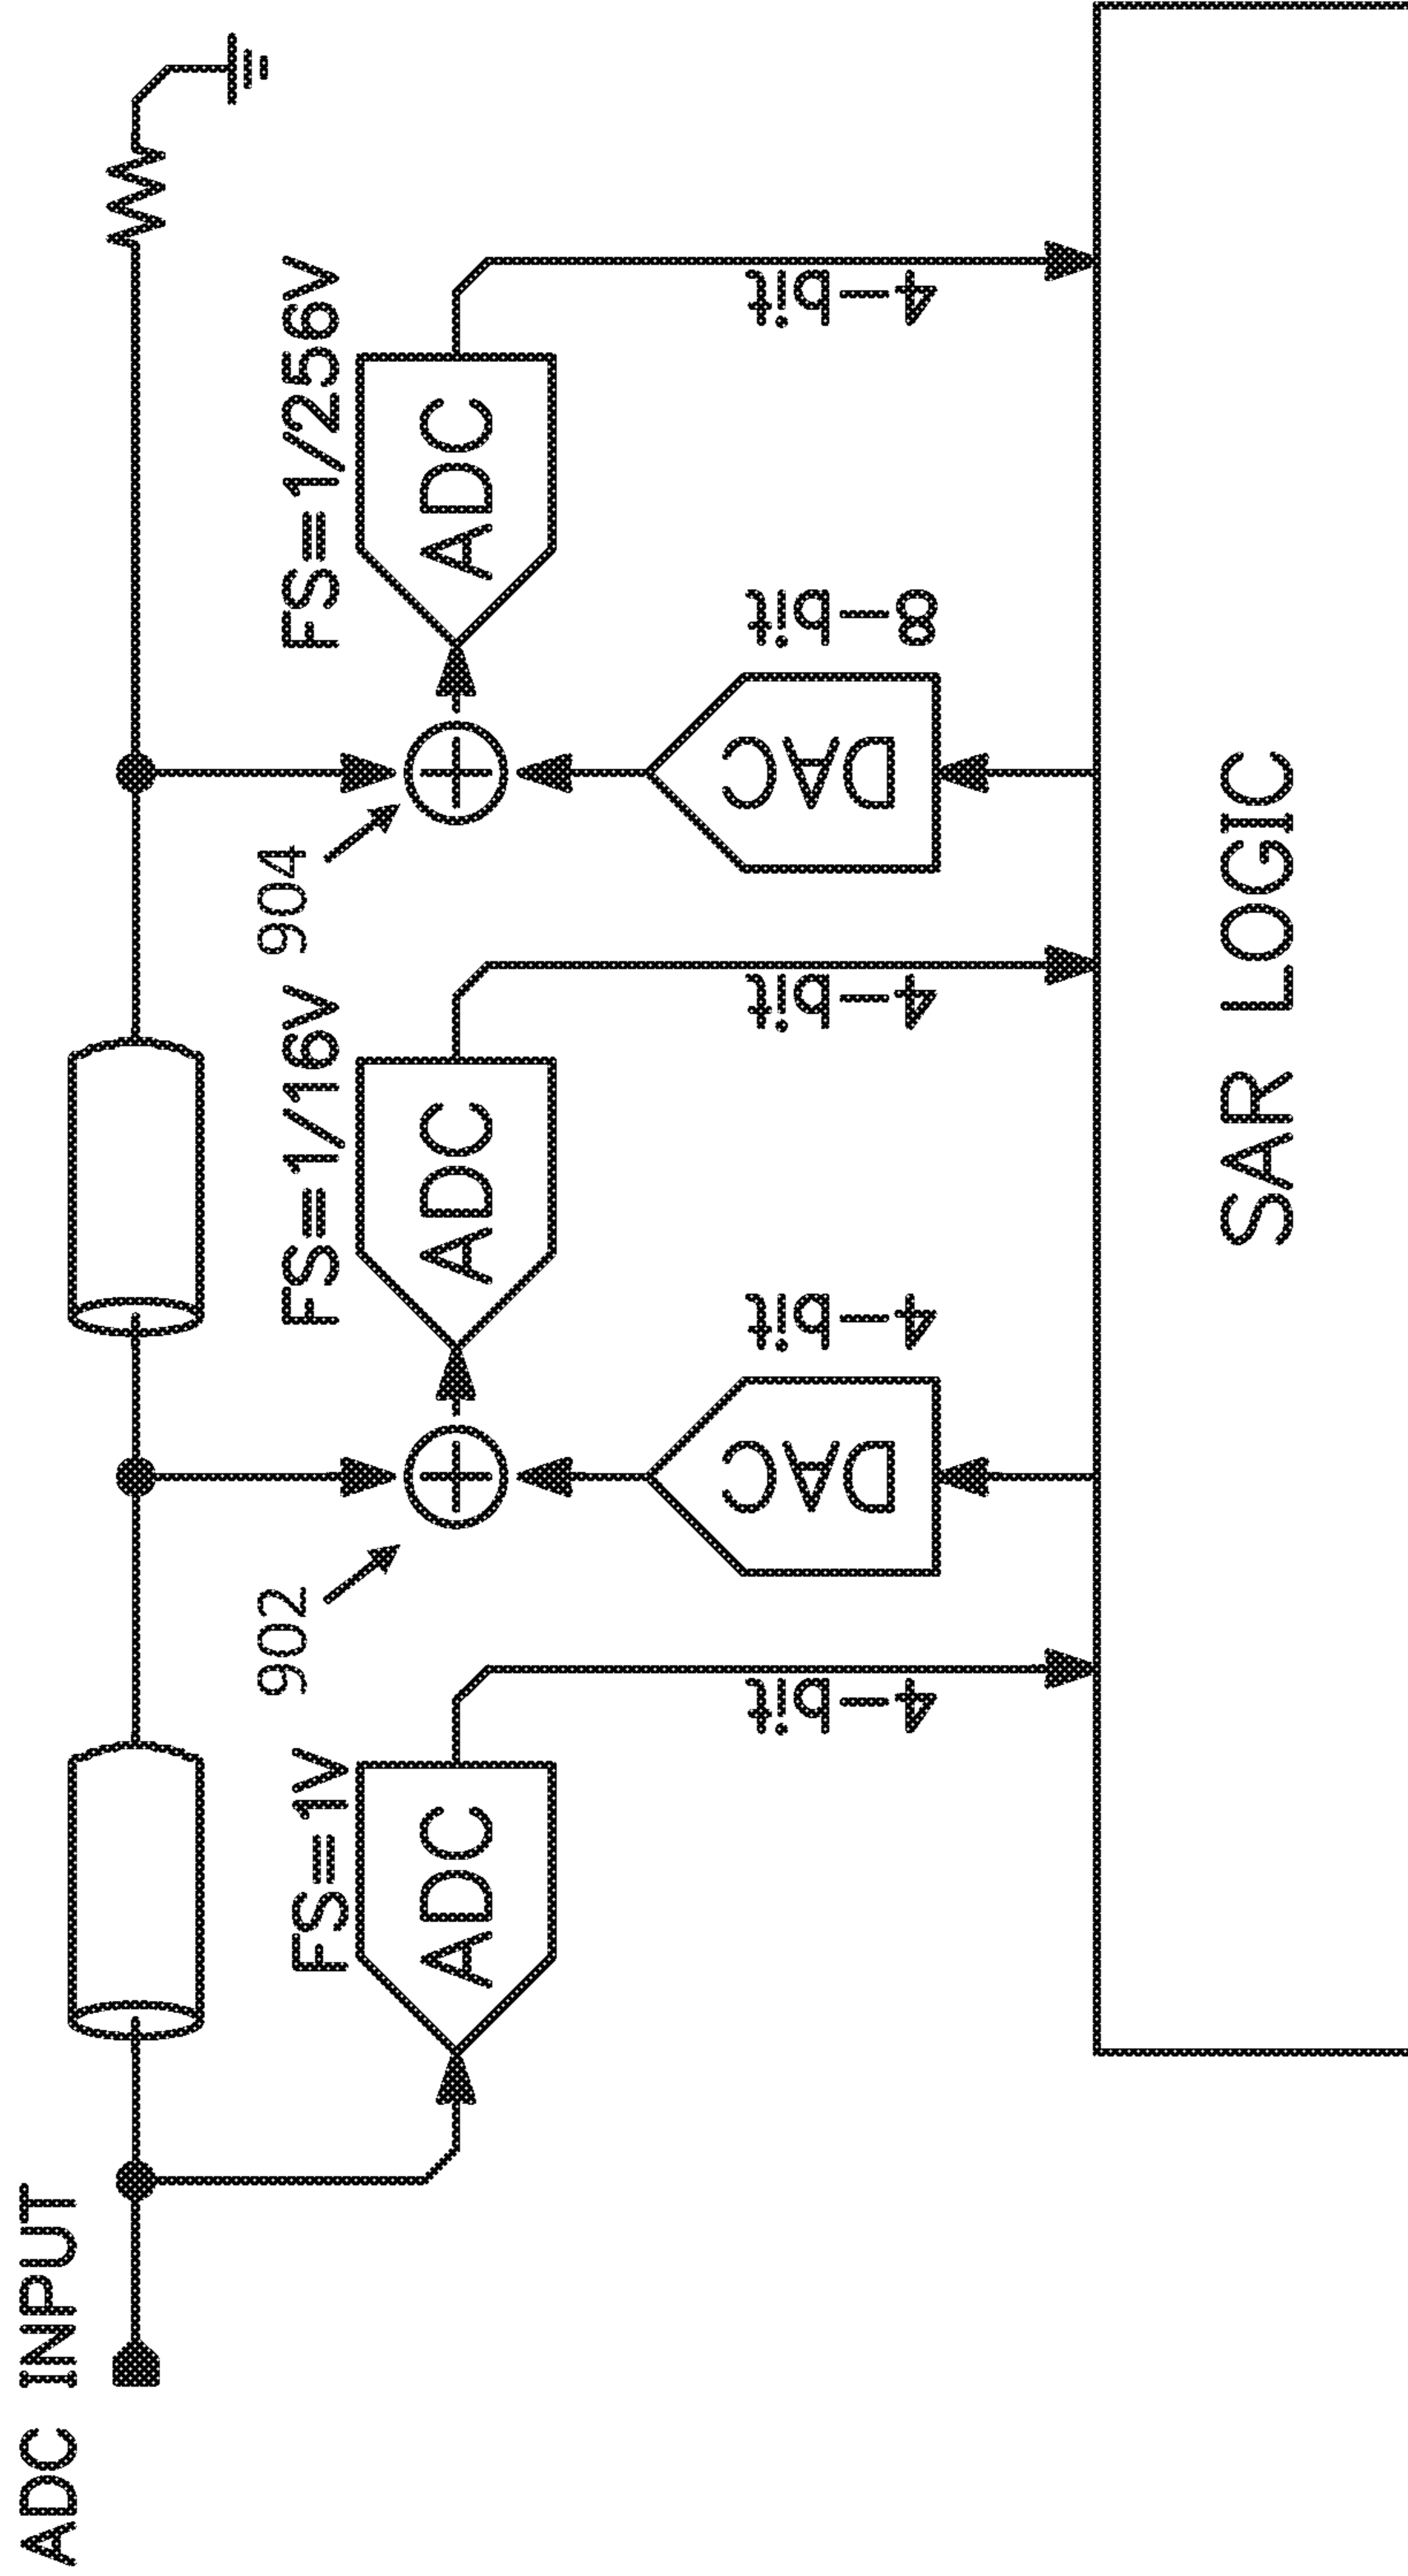 ADC INPUT
FS=1V
ADC
4-bit
902
DAC
4-bit
FS=1/16V
ADC
4-bit
904
DAC
8-bit
FS=1/256V
ADC
4-bit
SAR LOGIC